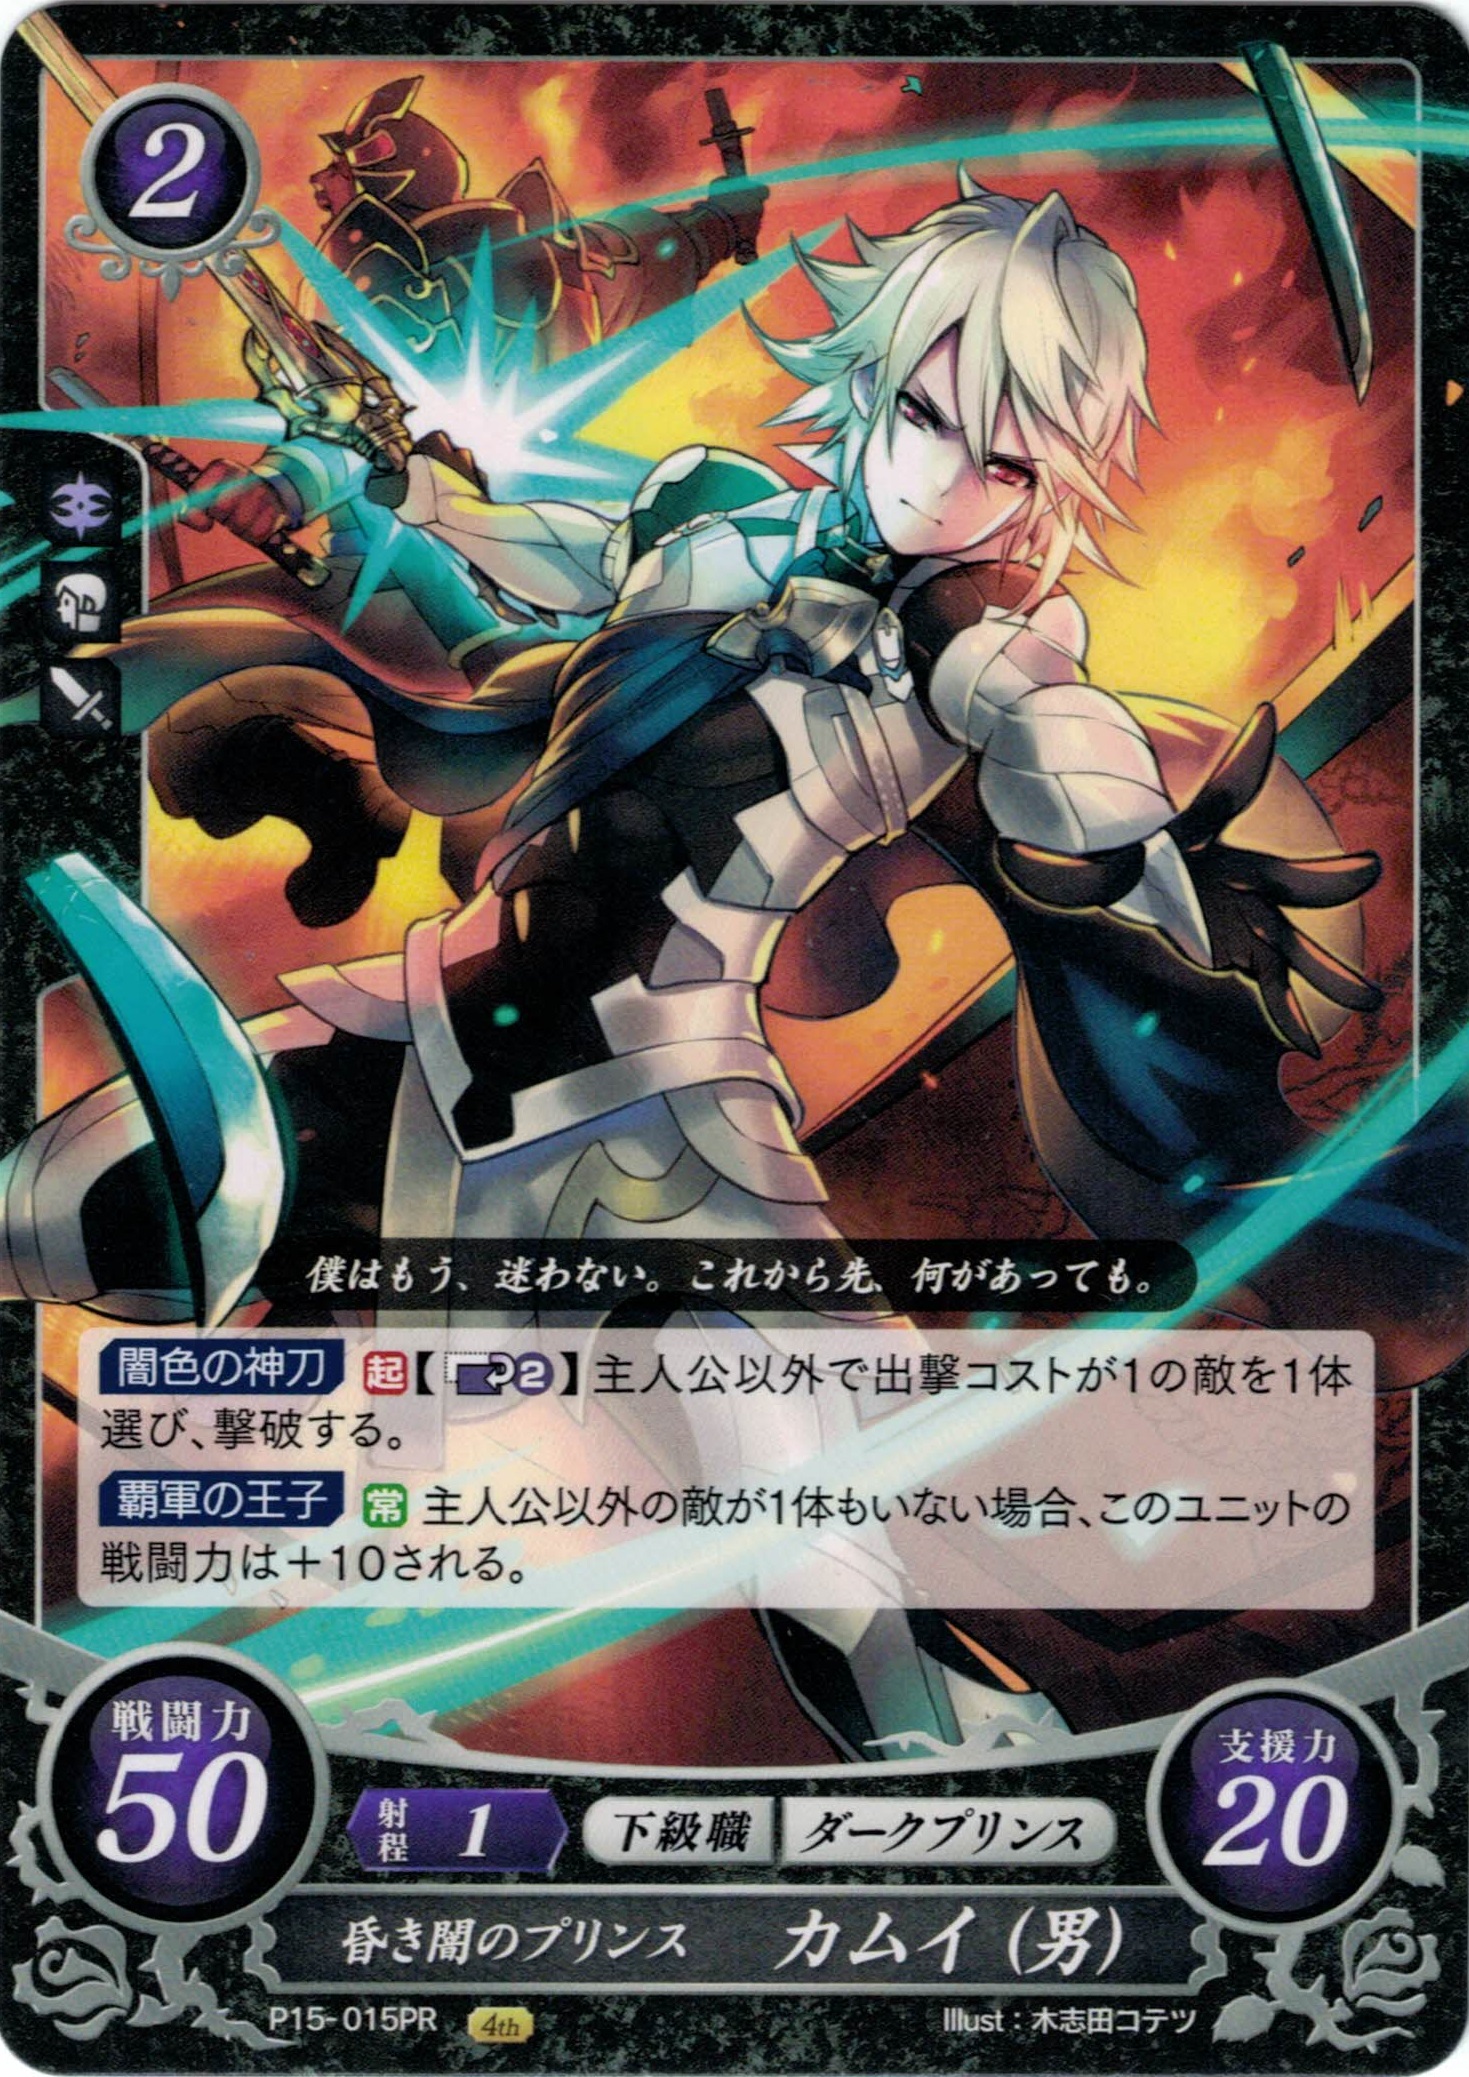 2
僕はもう、迷わない。これから先、何があっても。
闇色の神刀 起【2】主人公以外で出撃コストが1の敵を1体
選び、撃破する。
覇軍の王子 常 主人公以外の敵が1体もいない場合、このユニットの
戦闘力は＋10される。
戦闘力
50
射程 1
下級職 ダークプリンス
支援力
20
昏き闇のプリンス カムイ（男）
P15-015PR 4th Illust：木志田コテツ